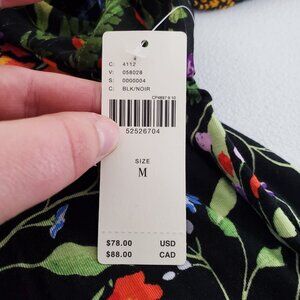 C: 4112
V: 058028
S: 0000004
C: BLK/NOIR
52526704
SIZE
M
$78.00 USD
$88.00 CAD